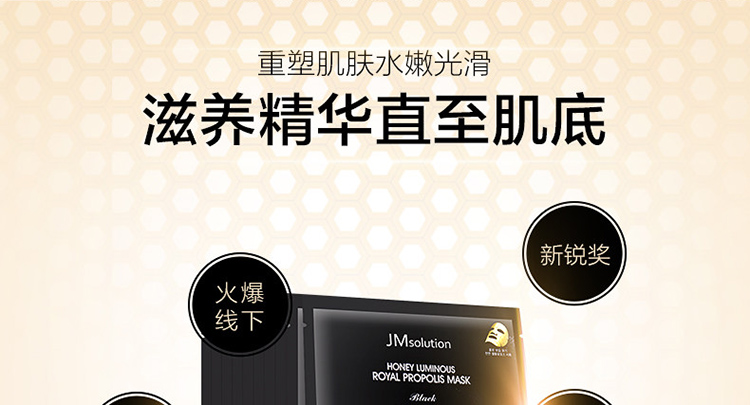 重塑肌肤水嫩光滑
滋养精华直至肌底
新锐奖
火爆
线下
JMsolution
HONEY LUMINOUS
ROYAL PROPOLIS MASK
Black